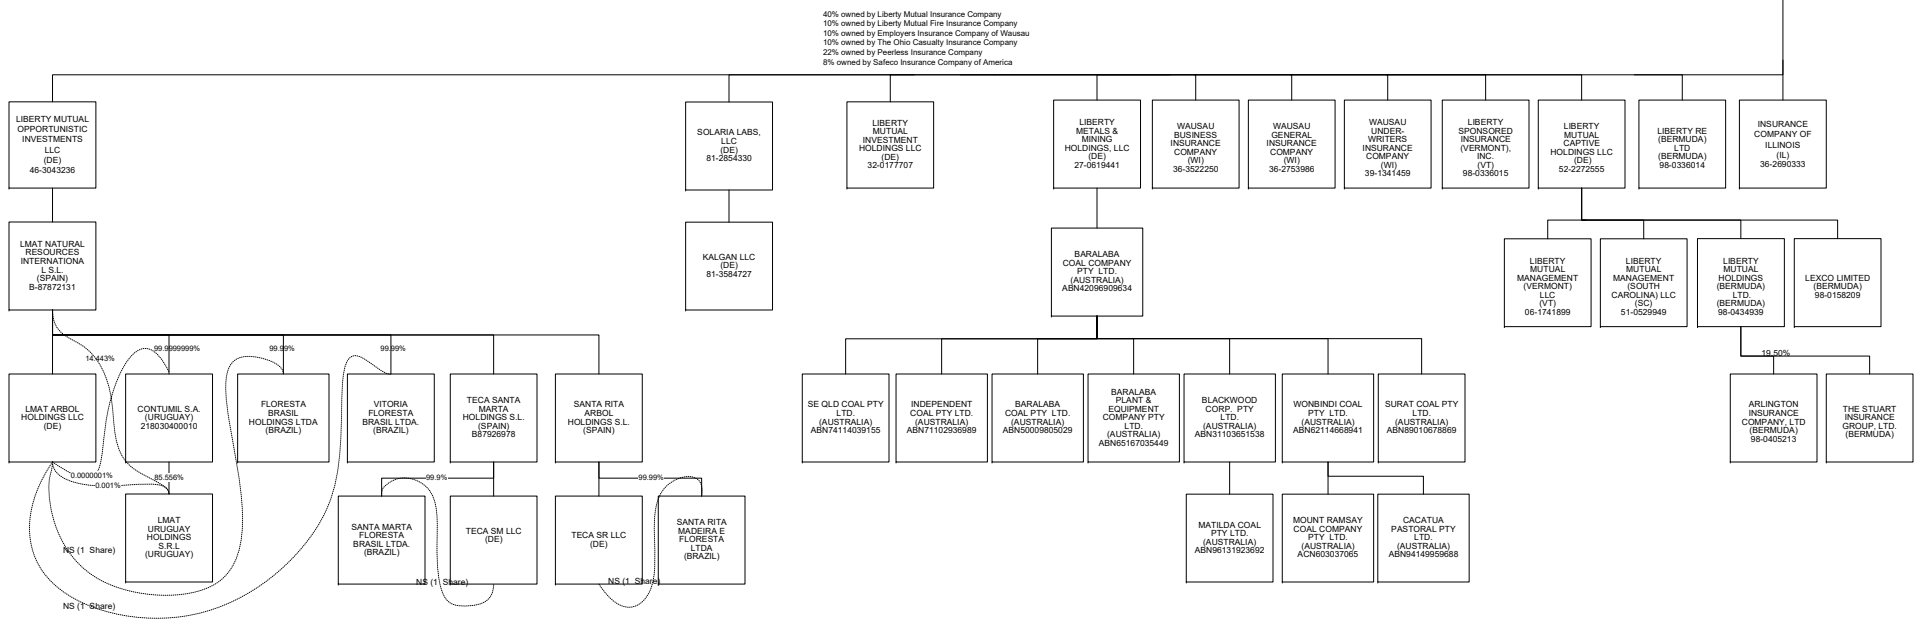 40% owned by Liberty Mutual Insurance Company
10% owned by Liberty Mutual Fire Insurance Company
10% owned by Employers Insurance Company of Wausau
10% owned by The Ohio Casualty Insurance Company
22% owned by Peerless Insurance Company
8% owned by Safeco Insurance Company of America
LIBERTY MUTUAL
OPPORTUNISTIC
INVESTMENTS
LLC
(DE)
46-3043236
SOLARIA LABS,
LLC
(DE)
81-2854330
LIBERTY
MUTUAL
INVESTMENT
HOLDINGS LLC
(DE)
32-0177707
LIBERTY
METALS &
MINING
HOLDINGS, LLC
(DE)
27-0619441
WAUSAU
BUSINESS
INSURANCE
COMPANY
(WI)
36-3522250
WAUSAU
GENERAL
INSURANCE
COMPANY
(WI)
36-2753986
WAUSAU
UNDER-
WRITERS
INSURANCE
COMPANY
(WI)
39-1341459
LIBERTY
SPONSORED
INSURANCE
(VERMONT),
INC.
(VT)
98-0336015
LIBERTY
MUTUAL
CAPTIVE
HOLDINGS LLC
(DE)
52-2272555
LIBERTY RE
(BERMUDA)
LTD
(BERMUDA)
98-0336014
INSURANCE
COMPANY OF
ILLINOIS
(IL)
36-2690333
LMAT NATURAL
RESOURCES
INTERNATIONA
L S.L.
(SPAIN)
B-87872131
KALGAN LLC
(DE)
81-3584727
BARALABA
COAL COMPANY
PTY LTD.
(AUSTRALIA)
ABN42096909634
LIBERTY
MUTUAL
MANAGEMENT
(VERMONT)
LLC
(VT)
06-1741899
LIBERTY
MUTUAL
MANAGEMENT
(SOUTH
CAROLINA) LLC
(SC)
51-0529949
LIBERTY
MUTUAL
HOLDINGS
(BERMUDA)
LTD.
(BERMUDA)
98-0434939
LEXCO LIMITED
(BERMUDA)
98-0158209
14.443%
99.9999999%
99.99%
99.99%
19.50%
LMAT ARBOL
HOLDINGS LLC
(DE)
CONTUMIL S.A.
(URUGUAY)
218030400010
FLORESTA
BRASIL
HOLDINGS LTDA
(BRAZIL)
VITORIA
FLORESTA
BRASIL LTDA.
(BRAZIL)
TECA SANTA
MARTA
HOLDINGS S.L.
(SPAIN)
B87926978
SANTA RITA
ARBOL
HOLDINGS S.L.
(SPAIN)
SE QLD COAL PTY
LTD.
(AUSTRALIA)
ABN74114039155
INDEPENDENT
COAL PTY LTD.
(AUSTRALIA)
ABN71102936989
BARALABA
COAL PTY LTD.
(AUSTRALIA)
ABN50009805029
BARALABA
PLANT &
EQUIPMENT
COMPANY PTY
LTD.
(AUSTRALIA)
ABN65167035449
BLACKWOOD
CORP. PTY
LTD.
(AUSTRALIA)
ABN31103651538
WONBINDI COAL
PTY LTD.
(AUSTRALIA)
ABN62114668941
SURAT COAL PTY
LTD.
(AUSTRALIA)
ABN89010678869
ARLINGTON
INSURANCE
COMPANY, LTD
(BERMUDA)
98-0405213
THE STUART
INSURANCE
GROUP, LTD.
(BERMUDA)
0.0000001%
0.001%
85.556%
99.9%
99.99%
LMAT
URUGUAY
HOLDINGS
S.R.L
(URUGUAY)
SANTA MARTA
FLORESTA
BRASIL LTDA.
(BRAZIL)
TECA SM LLC
(DE)
TECA SR LLC
(DE)
SANTA RITA
MADEIRA E
FLORESTA
LTDA
(BRAZIL)
MATILDA COAL
PTY LTD.
(AUSTRALIA)
ABN96131923692
MOUNT RAMSAY
COAL COMPANY
PTY LTD.
(AUSTRALIA)
ACN603037065
CACATUA
PASTORAL PTY
LTD.
(AUSTRALIA)
ABN94149959688
NS (1 Share)
NS (1 Share)
NS (1 Share)
NS (1 Share)